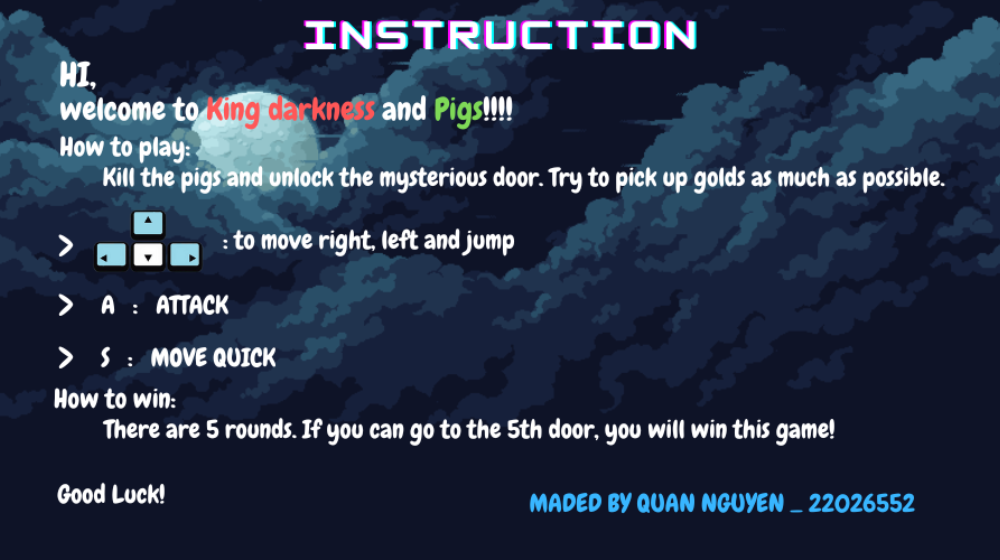 INSTRUCTION
HI,
welcome to King darkness and Pigs!!!!
How to play:
Kill the pigs and unlock the mysterious door. Try to pick up golds as much as possible.
> : to move right, left and jump
> A : ATTACK
> S : MOVE QUICK
How to win:
There are 5 rounds. If you can go to the 5th door, you will win this game!
Good Luck!
MADED BY QUAN NGUYEN _ 22026552